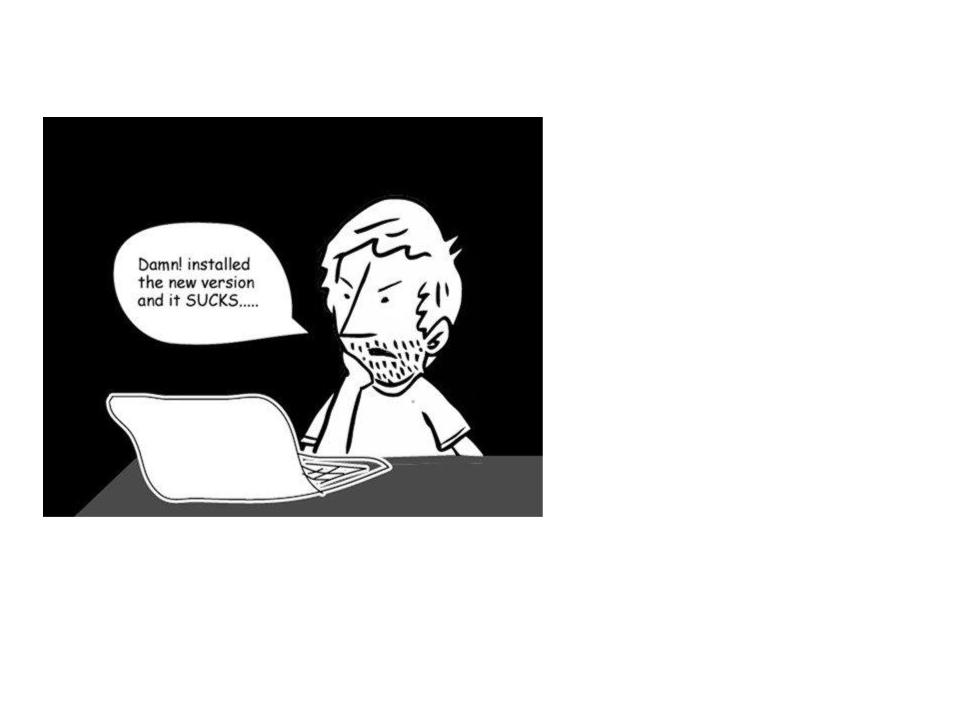 Damn! installed
the new version
and it SUCKS.....